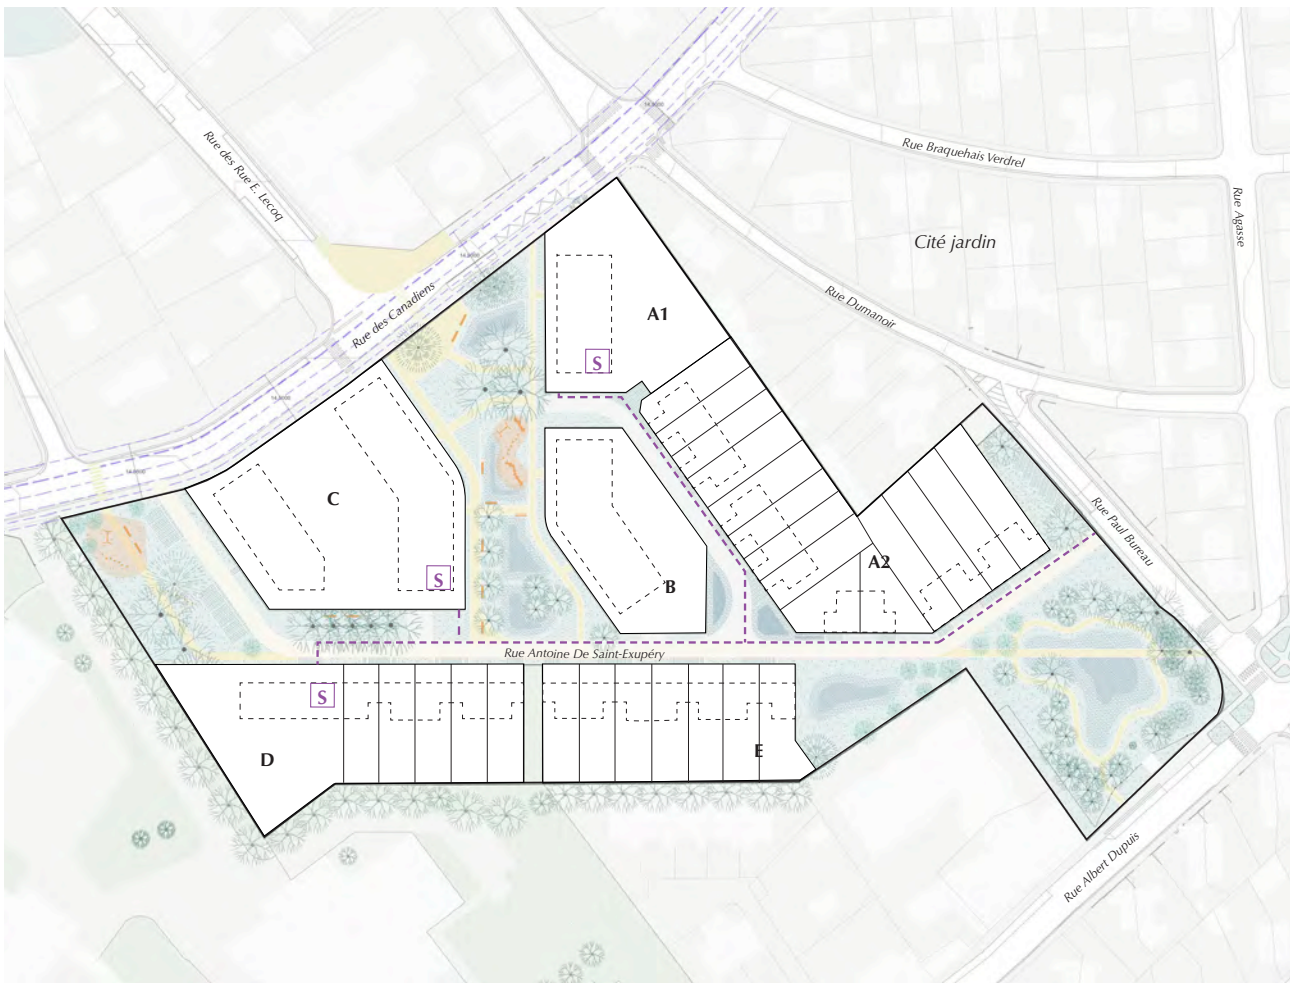 Rue Braquehais Verdrel
Rue des Rue E. Lecoq
Rue Agasse
Cité jardin
Rue Dumanoir
Rue des Canadiens
A1
S
C
Rue Paul Bureau
A2
S
B
Rue Antoine De Saint-Exupéry
S
D
E
Rue Albert Dupuis